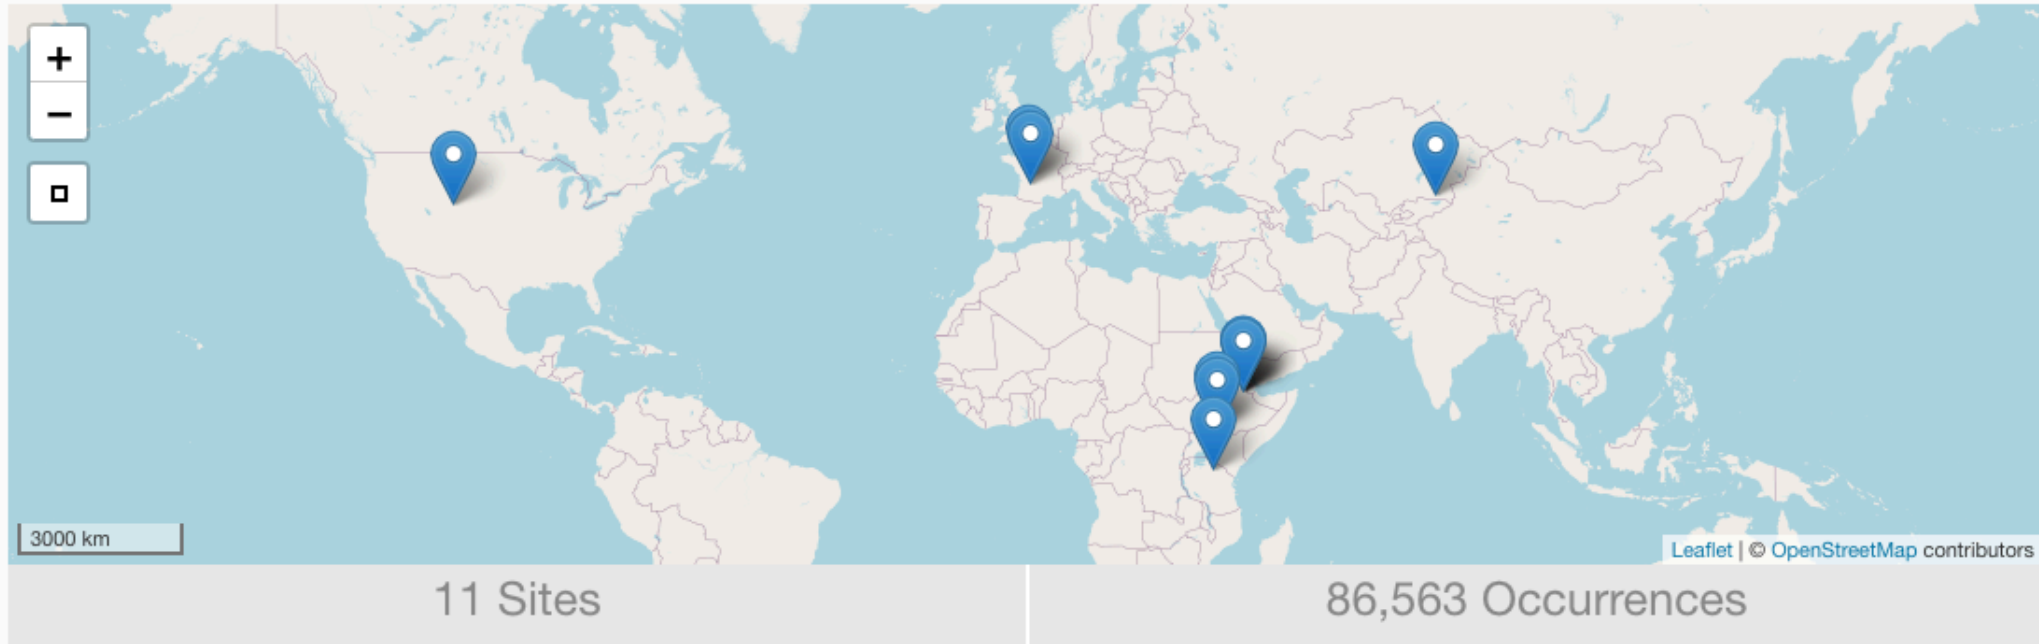 +
−
3000 km
Leaflet | © OpenStreetMap contributors
11 Sites
86,563 Occurrences